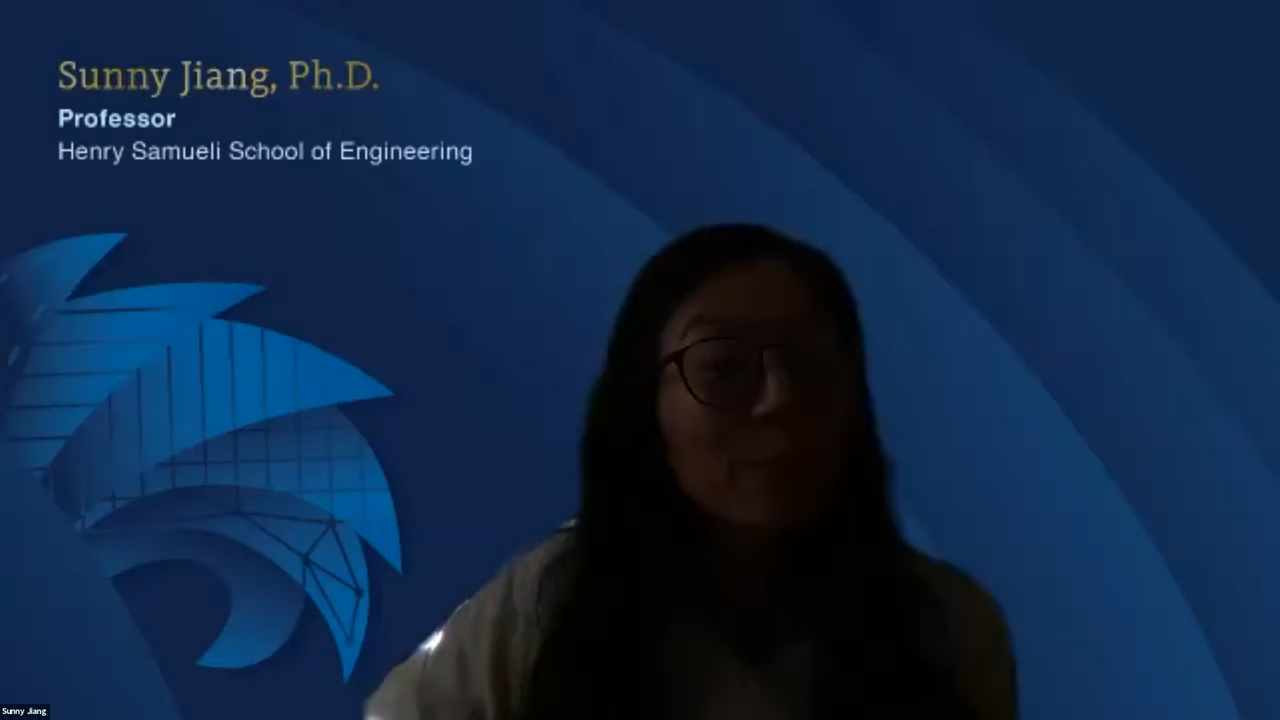 Sunny Jiang, Ph.D.
Professor
Henry Samueli School of Engineering
Sunny Jiang